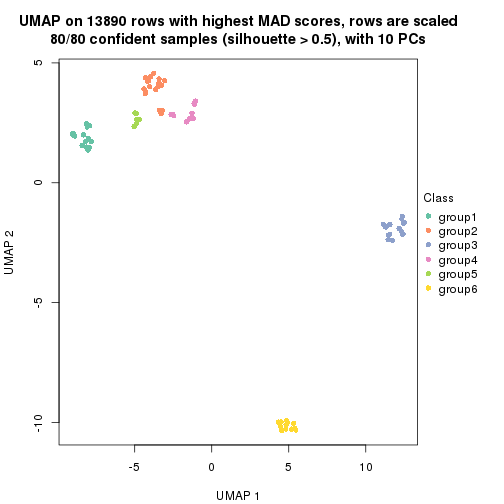 UMAP on 13890 rows with highest MAD scores, rows are scaled
80/80 confident samples (silhouette > 0.5), with 10 PCs
5
0
-5
-10
UMAP 2
-5
0
5
10
UMAP 1
Class
group1
group2
group3
group4
group5
group6